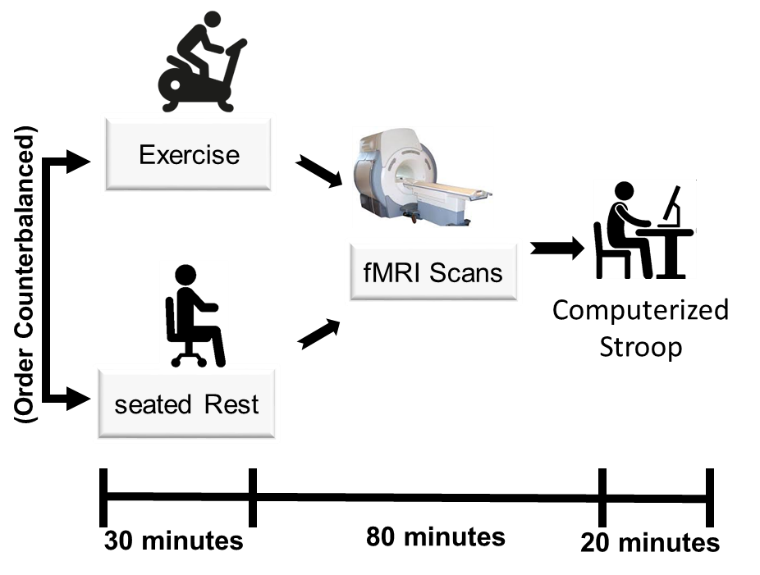 (Order Counterbalanced)
Exercise
seated Rest
fMRI Scans
Computerized
Stroop
30 minutes
80 minutes
20 minutes